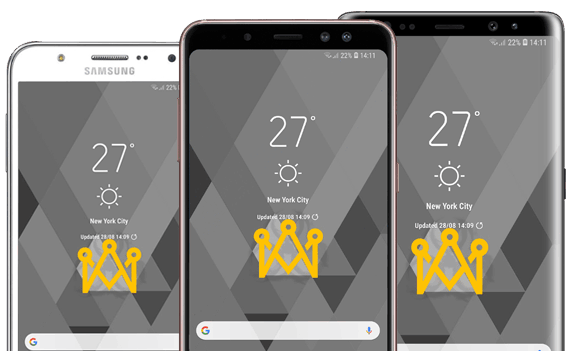 SAMSUNG
22%
27°
New York City
Updated 28/08 14:09
G
22% 14:11
27°
New York City
Updated 28/08 14:09
G
22% 14:11
27°
New York City
Updated 28/08 14:09